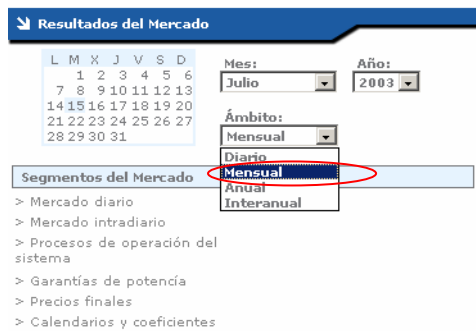 Resultados del Mercado
L M X J V S D
1 2 3 4 5 6
7 8 9 10 11 12 13
14 15 16 17 18 19 20
21 22 23 24 25 26 27
28 29 30 31
Mes: Año:
Julio 2003
Ámbito:
Mensual
Diario
Mensual
Anual
Interanual
Segmentos del Mercado
> Mercado diario
> Mercado intradiario
> Procesos de operación del
sistema
> Garantías de potencía
> Precios finales
> Calendarios y coeficientes